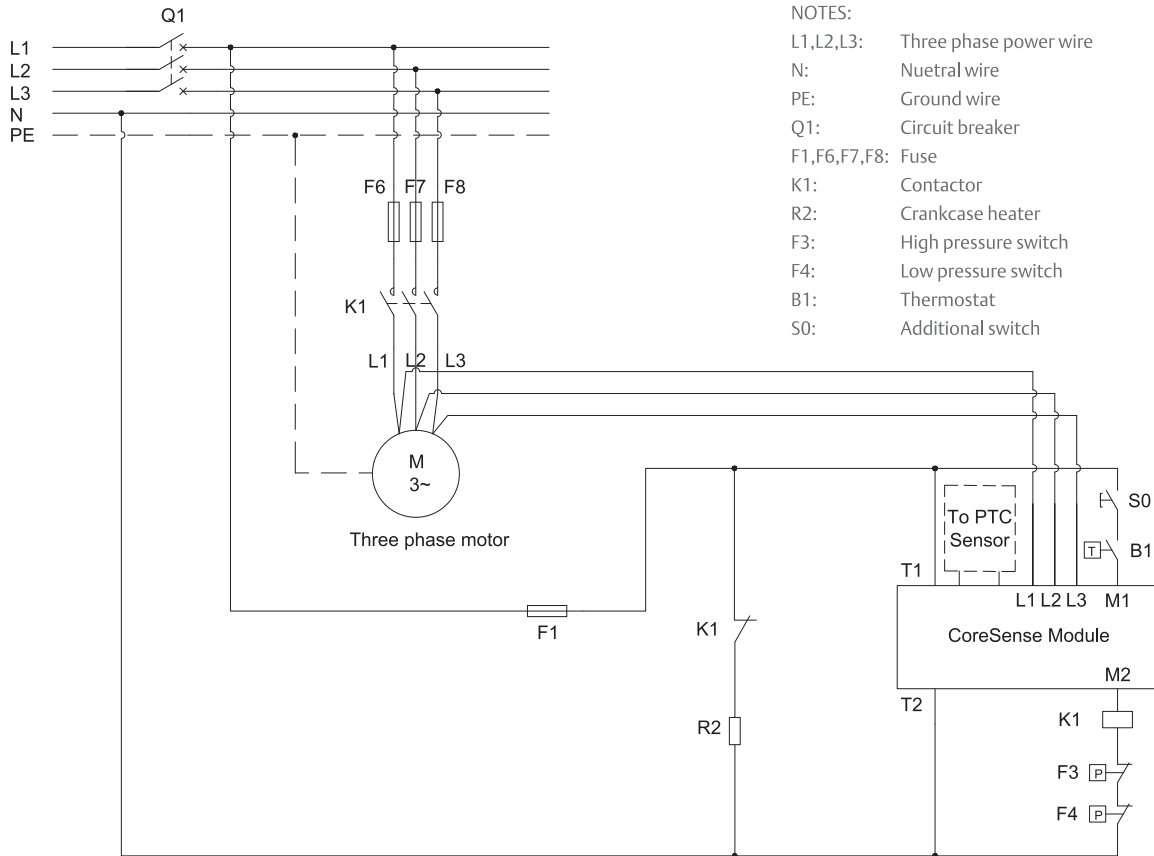 Q1
L1
L2
L3
N
PE
NOTES:
L1,L2,L3: Three phase power wire
N: Nuetral wire
PE: Ground wire
Q1: Circuit breaker
F1,F6,F7,F8: Fuse
K1: Contactor
R2: Crankcase heater
F3: High pressure switch
F4: Low pressure switch
B1: Thermostat
S0: Additional switch
F6 F7 F8
K1
L1 L2 L3
M
3~
Three phase motor
F1
K1
R2
To PTC
Sensor
S0
T B1
T1
L1 L2 L3 M1
CoreSense Module
M2
T2
K1
F3 P
F4 P